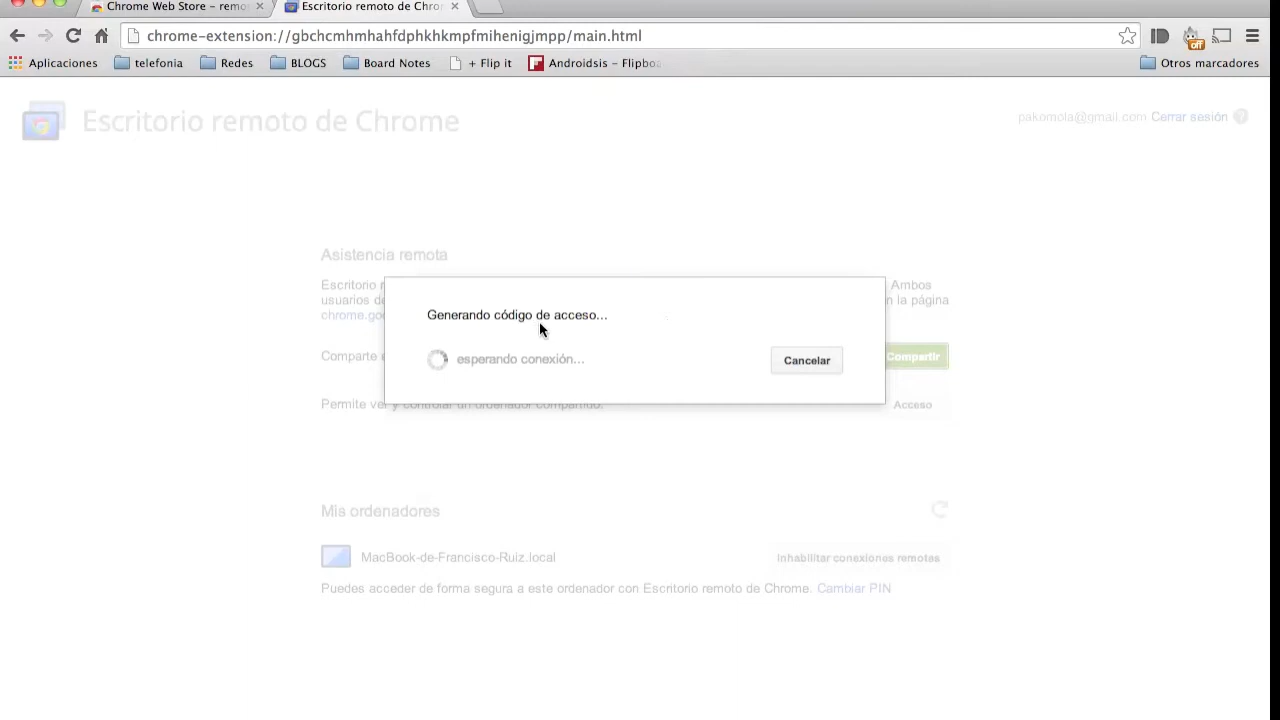 Chrome Web Store - remo
Escritorio remoto de Chro
chrome-extension://gbchcmhmhahfdphkhkmpfmihenigjmpp/main.html
Aplicaciones telefonia Redes BLOGS Board Notes + Flip it Androidsis - Flipbo Otros marcadores
off
Escritorio remoto de Chrome
pakomola@gmail.com Cerrar sesión ?
Asistencia remota
Escritorio Ambos
usuarios n la página
chrome.go
Generando código de acceso...
Comparte Compartir
esperando conexión...
Cancelar
Permite ver y controlar un ordenador compartido. Acceso
Mis ordenadores
MacBook-de-Francisco-Ruiz.local Inhabilitar conexiones remotas
Puedes acceder de forma segura a este ordenador con Escritorio remoto de Chrome. Cambiar PIN